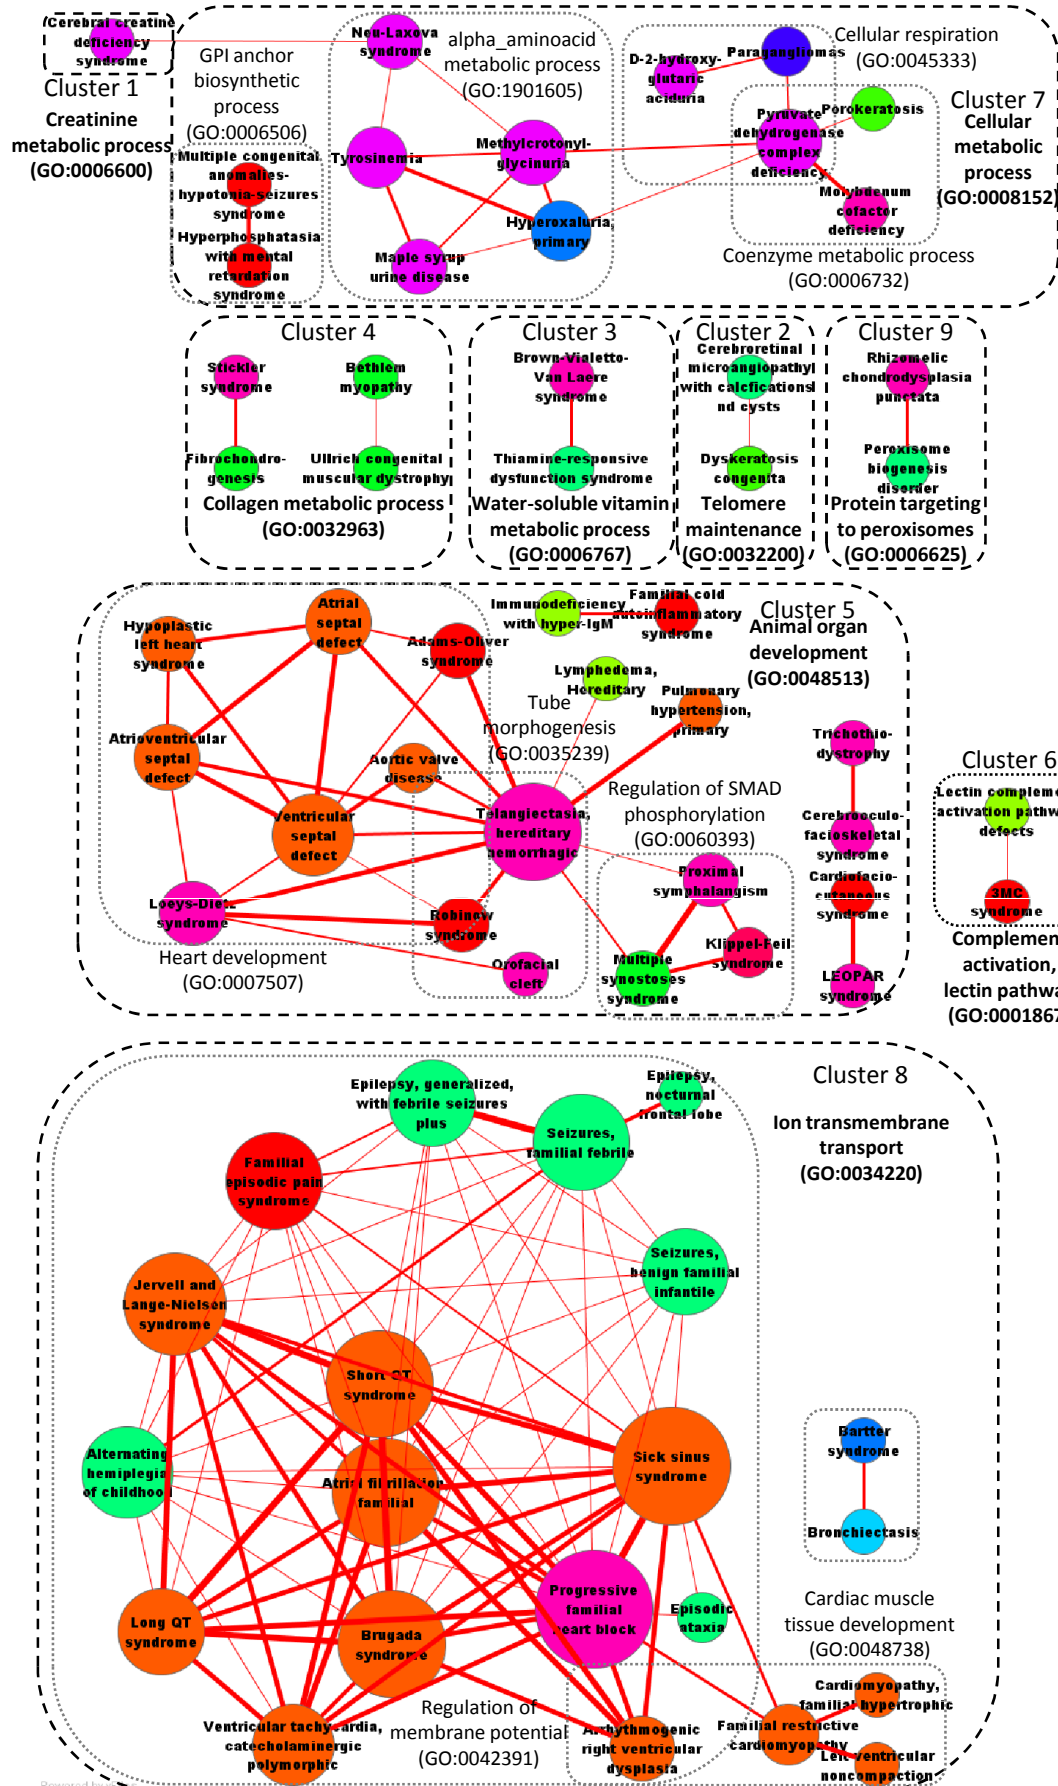 Cerebral creatine
deficiency
syndrome
Cluster 1
Creatinine
metabolic process
(GO:0006600)
GPI anchor
biosynthetic
process
(GO:0006506)
Multiple congenital
anomalies-
hypotonia-seizures
syndrome
Hyperphosphatasia
with mental
retardation
syndrome
Neu-Laxova
syndrome
alpha_aminoacid
metabolic process
(GO:1901605)
Tyrosinemia
Methylcrotonyl-
glycinuria
Hyperoxaluria,
primary
Maple syrup
urine disease
D-2-hydroxy-
glutaric
aciduria
Paragangliomas
Cellular respiration
(GO:0045333)
Pyruvate
dehydrogenase
complex
deficiency
Porokeratosis
Molybdenum
cofactor
deficiency
Cluster 7
Cellular
metabolic
process
(GO:0008152)
Coenzyme metabolic process
(GO:0006732)
Cluster 4
Stickler
syndrome
Bethlem
myopathy
Fibrochondro-
genesis
Ullrich congenital
muscular dystrophy
Collagen metabolic process
(GO:0032963)
Cluster 3
Brown-Vialetto-
Van Laere
syndrome
Thiamine-responsive
dysfunction syndrome
Water-soluble vitamin
metabolic process
(GO:0006767)
Cluster 2
Cerebroretinal
microangiopathy
with calcfications
nd cysts
Dyskeratosis
congenita
Telomere
maintenance
(GO:0032200)
Cluster 9
Rhizomelic
chondrodysplasia
punctata
Peroxisome
biogenesis
disorder
Protein targeting
to peroxisomes
(GO:0006625)
Cluster 5
Animal organ
development
(GO:0048513)
Hypoplastic
left heart
syndrome
Atrial
septal
defect
Adams-Oliver
syndrome
Immunodeficiency
with hyper-IgM
Familial cold
autoinflammatory
syndrome
Lymphedema,
Hereditary
Pulmonary
hypertension,
primary
Tube
morphogenesis
(GO:0035239)
Atrioventricular
septal
defect
Aortic valve
disease
Ventricular
septal
defect
Telangiectasia,
hereditary
hemorrhagic
Regulation of SMAD
phosphorylation
(GO:0060393)
Trichothio-
dystrophy
Cerebrooculo-
facioskeletal
syndrome
Cardiofacio-
cutaneous
syndrome
LEOPAR
syndrome
Loeys-Dietz
syndrome
Robinow
syndrome
Orofacial
cleft
Proximal
symphalangism
Klippel-Feil
syndrome
Multiple
synostoses
syndrome
Heart development
(GO:0007507)
Cluster 6
Lectin compleme
activation pathw
defects
3MC
syndrome
Complemen
activation,
lectin pathwa
(GO:0001867
Cluster 8
Ion transmembrane
transport
(GO:0034220)
Epilepsy, generalized,
with febrile seizures
plus
Seizures,
familial febrile
Epilepsy,
nocturnal
frontal lobe
Familial
episodic pain
syndrome
Seizures,
benign familial
infantile
Jervell and
Lange-Nielsen
syndrome
Short QT
syndrome
Sick sinus
syndrome
Alternating
hemiplegia
of childhood
Atrial fibrillation
familial
Bartter
syndrome
Bronchiectasis
Long QT
syndrome
Brugada
syndrome
Progressive
familial
heart block
Episodic
ataxia
Cardiac muscle
tissue development
(GO:0048738)
Ventricular tachycardia,
catecholaminergic
polymorphic
Regulation of
membrane potential
(GO:0042391)
Arrhythmogenic
right ventricular
dysplasia
Familial restrictive
cardiomyopathy
Cardiomyopathy,
familial hypertrophic
Left ventricular
noncompaction